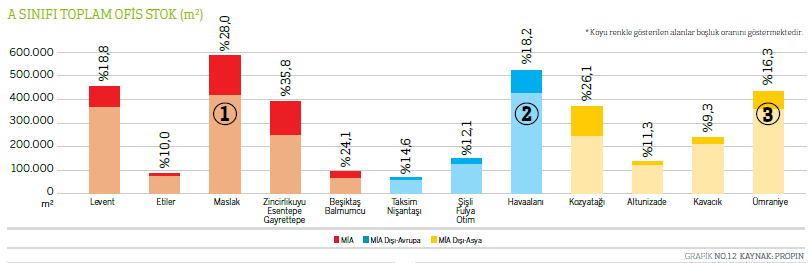 A SINIFI TOPLAM OFİS STOK (m²)
* Koyu renkle gösterilen alanlar boşluk oranını göstermektedir.
600.000
500.000
400.000
300.000
200.000
100.000
0
m²
%18,8
%10,0
%28,0
%35,8
%24,1
%14,6
%12,1
%18,2
%26,1
%11,3
%9,3
%16,3
1
2
3
Levent
Etiler
Maslak
Zincirlikuyu
Esentepe
Gayrettepe
Beşiktaş
Balmumcu
Taksim
Nişantaşı
Şişli
Fulya
Otim
Havaalanı
Kozyatağı
Altunizade
Kavacık
Ümraniye
MİA
MİA Dışı-Avrupa
MİA Dışı-Asya
GRAFİK NO.12 KAYNAK: PROPIN